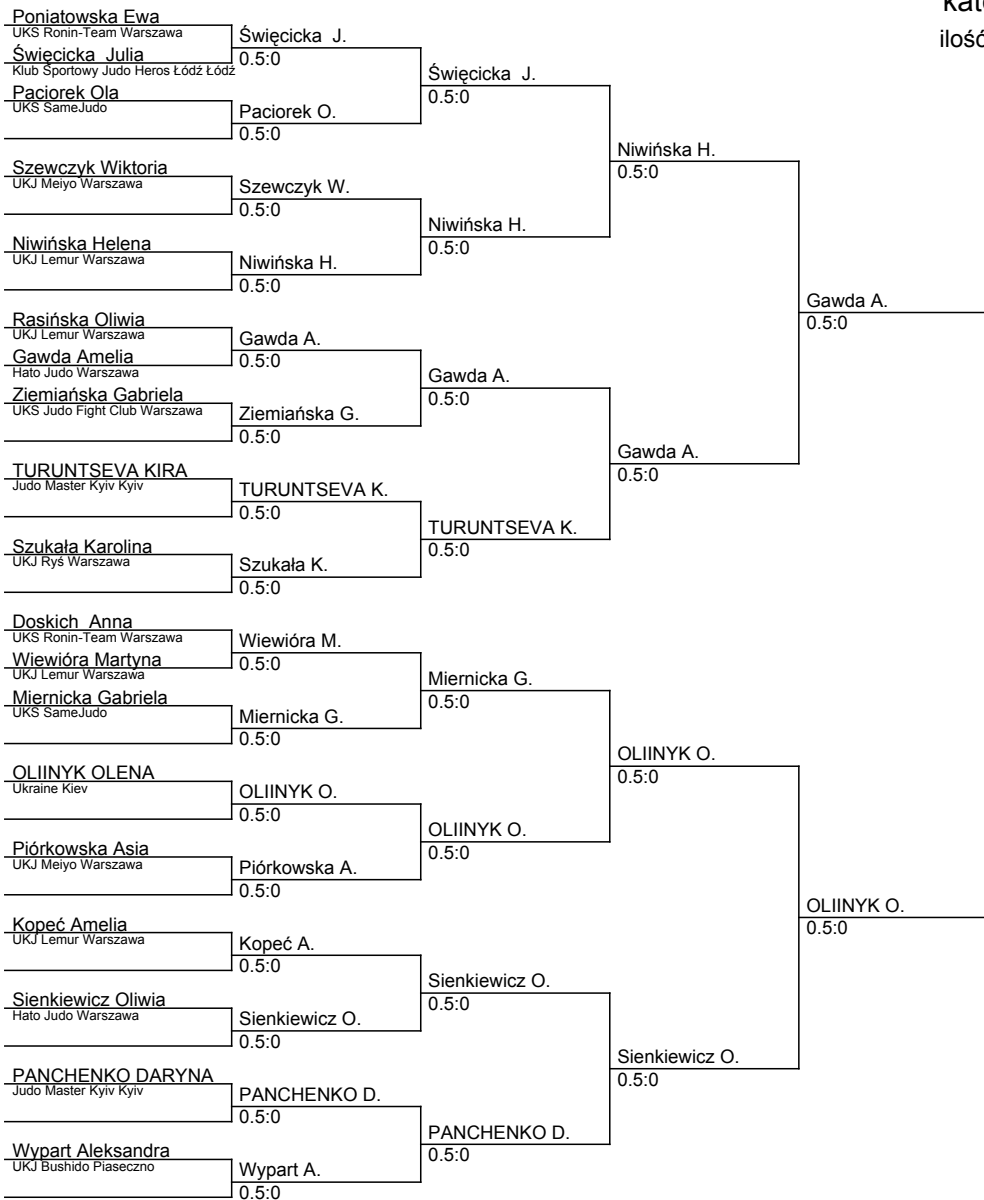 kat
ilość
Poniatowska Ewa
UKS Ronin-Team Warszawa
Święcicka  Julia
Klub Sportowy Judo Heros Łódź Łódź
Paciorek Ola
UKS SameJudo
Szewczyk Wiktoria
UKJ Meiyo Warszawa
Niwińska Helena
UKJ Lemur Warszawa
Rasińska Oliwia
UKJ Lemur Warszawa
Gawda Amelia
Hato Judo Warszawa
Ziemiańska Gabriela
UKS Judo Fight Club Warszawa
TURUNTSEVA KIRA
Judo Master Kyiv Kyiv
Szukała Karolina
UKJ Ryś Warszawa
Doskich  Anna
UKS Ronin-Team Warszawa
Wiewióra Martyna
UKJ Lemur Warszawa
Miernicka Gabriela
UKS SameJudo
OLIINYK OLENA
Ukraine Kiev
Piórkowska Asia
UKJ Meiyo Warszawa
Kopeć Amelia
UKJ Lemur Warszawa
Sienkiewicz Oliwia
Hato Judo Warszawa
PANCHENKO DARYNA
Judo Master Kyiv Kyiv
Wypart Aleksandra
UKJ Bushido Piaseczno
Święcicka  J.
0.5:0
Paciorek O.
0.5:0
Szewczyk W.
0.5:0
Niwińska H.
0.5:0
Gawda A.
0.5:0
Ziemiańska G.
0.5:0
TURUNTSEVA K.
0.5:0
Szukała K.
0.5:0
Wiewióra M.
0.5:0
Miernicka G.
0.5:0
OLIINYK O.
0.5:0
Piórkowska A.
0.5:0
Kopeć A.
0.5:0
Sienkiewicz O.
0.5:0
PANCHENKO D.
0.5:0
Wypart A.
0.5:0
Święcicka  J.
0.5:0
Niwińska H.
0.5:0
Gawda A.
0.5:0
TURUNTSEVA K.
0.5:0
Miernicka G.
0.5:0
OLIINYK O.
0.5:0
Sienkiewicz O.
0.5:0
PANCHENKO D.
0.5:0
Niwińska H.
0.5:0
Gawda A.
0.5:0
OLIINYK O.
0.5:0
Sienkiewicz O.
0.5:0
Gawda A.
0.5:0
OLIINYK O.
0.5:0